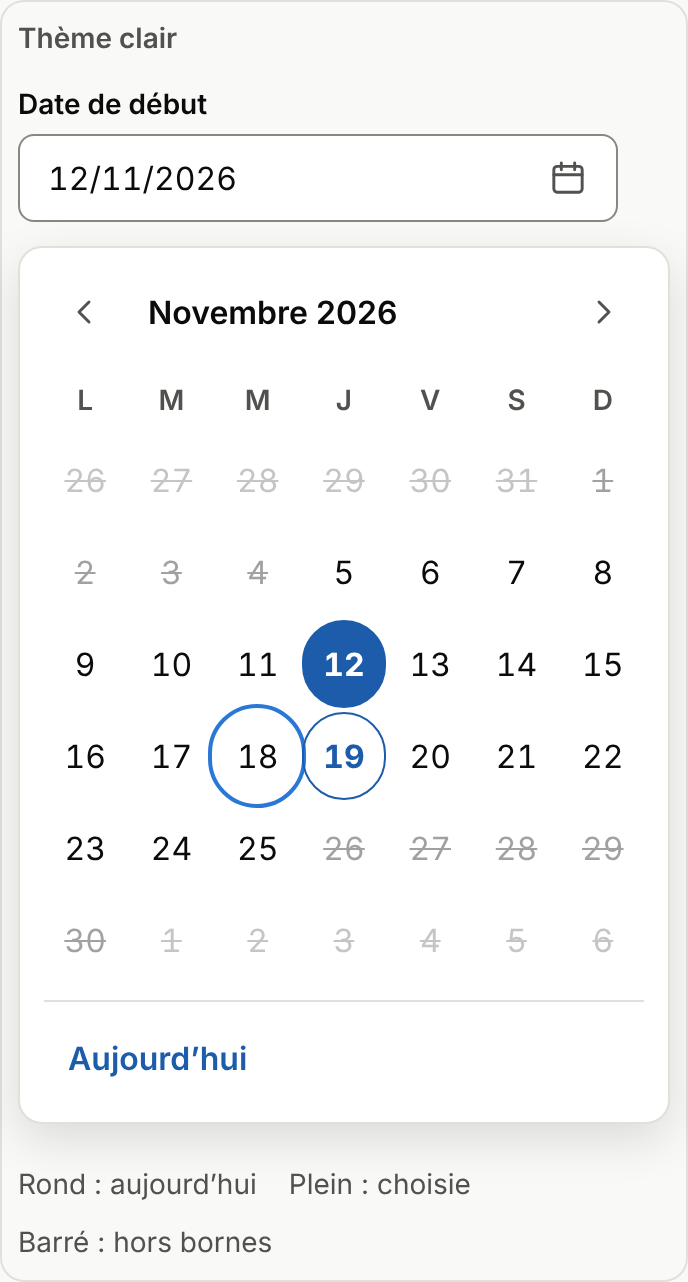 Thème clair
Date de début
12/11/2026
Novembre 2026
L M M J V S D
26 27 28 29 30 31 1
2 3 4 5 6 7 8
9 10 11 12 13 14 15
16 17 18 19 20 21 22
23 24 25 26 27 28 29
30 1 2 3 4 5 6
Aujourd’hui
Rond : aujourd’hui Plein : choisie
Barré : hors bornes